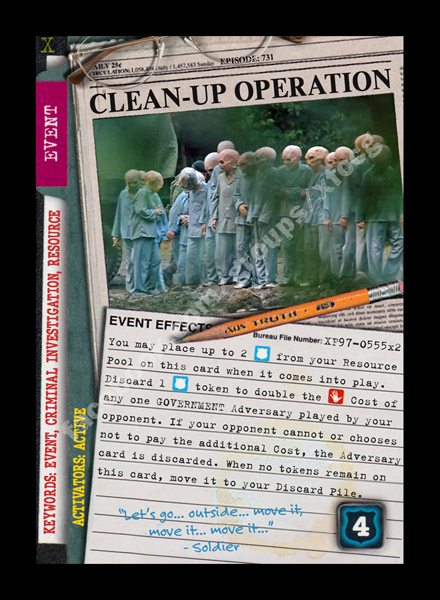 X
DAILY 25¢
EPISODE: 731
CLEAN-UP OPERATION
EVENT
KEYWORDS: EVENT, CRIMINAL INVESTIGATION, RESOURCE
ACTIVATORS: ACTIVE
TRUTH
EVENT EFFECTS
Bureau File Number: XF97-0555x2
You may place up to 2 from your Resource
Pool on this card when it comes into play.
Discard 1 token to double the Cost of
any one GOVERNMENT Adversary played by your
opponent. If your opponent cannot or chooses
not to pay the additional Cost, the Adversary
card is discarded. When no tokens remain on
this card, move it to your Discard Pile.
"Let's go... outside... move it,
move it... move it..."
- Soldier
4